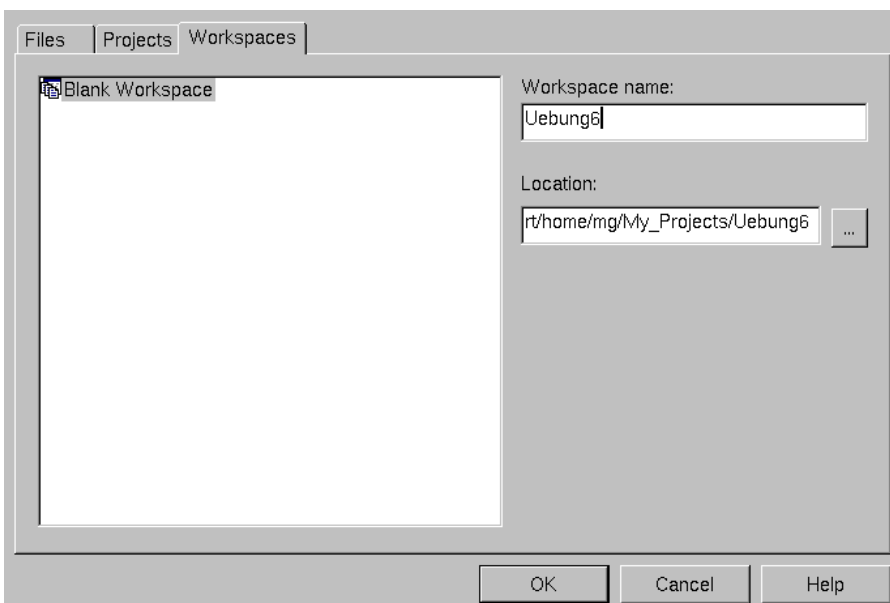 Files Projects Workspaces
Blank Workspace
Workspace name:
Uebung6
Location:
rt/home/mg/My_Projects/Uebung6
...
OK Cancel Help